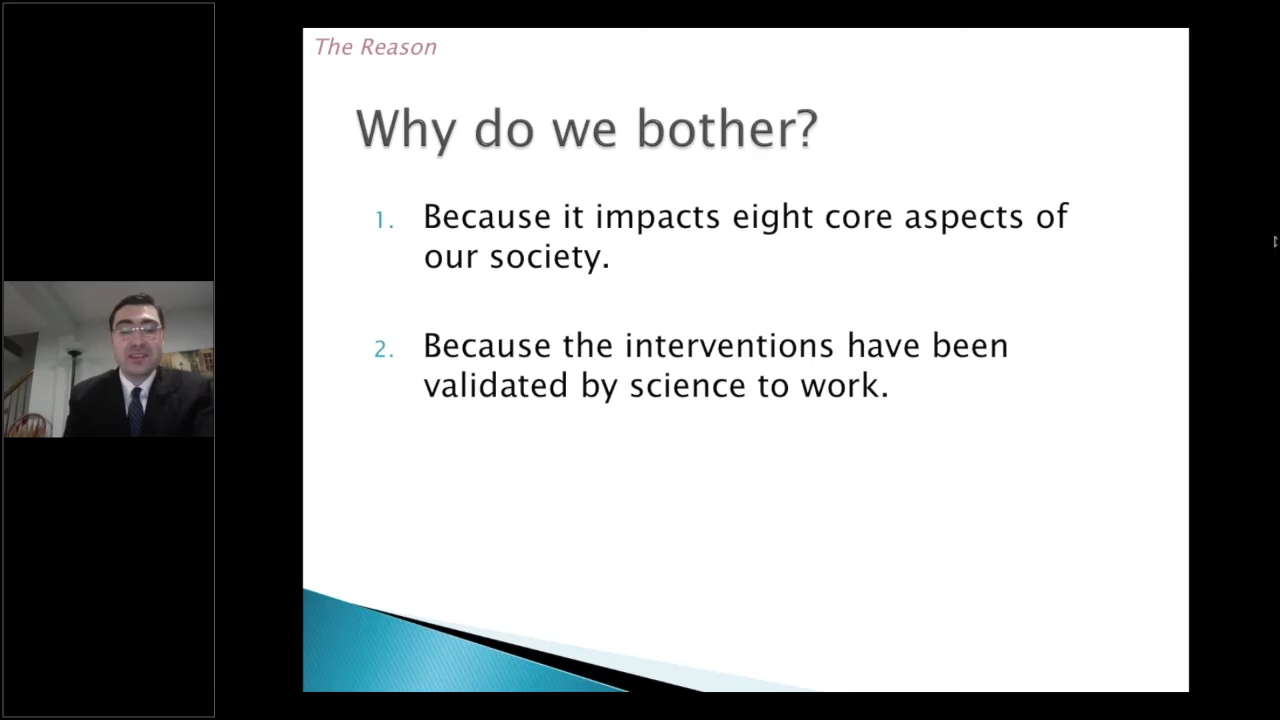 The Reason
Why do we bother?
1. Because it impacts eight core aspects of
our society.
2. Because the interventions have been
validated by science to work.